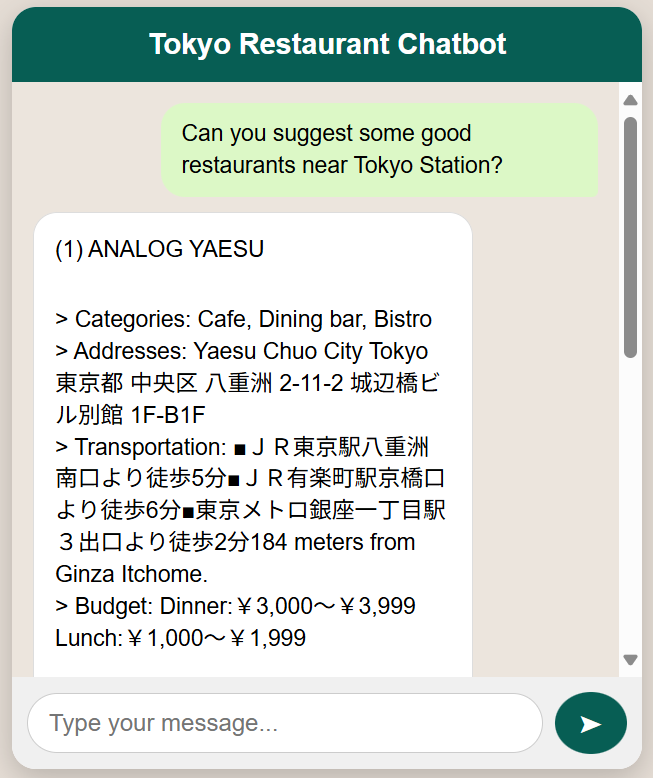 Tokyo Restaurant Chatbot
Can you suggest some good
restaurants near Tokyo Station?
(1) ANALOG YAESU
> Categories: Cafe, Dining bar, Bistro
> Addresses: Yaesu Chuo City Tokyo
東京都 中央区 八重洲 2-11-2 城辺橋ビ
ル別館 1F-B1F
> Transportation: ■ＪＲ東京駅八重洲
南口より徒歩5分■ＪＲ有楽町駅京橋口
より徒歩6分■東京メトロ銀座一丁目駅
３出口より徒歩2分184 meters from
Ginza Itchome.
> Budget: Dinner:￥3,000～￥3,999
Lunch:￥1,000～￥1,999
Type your message...